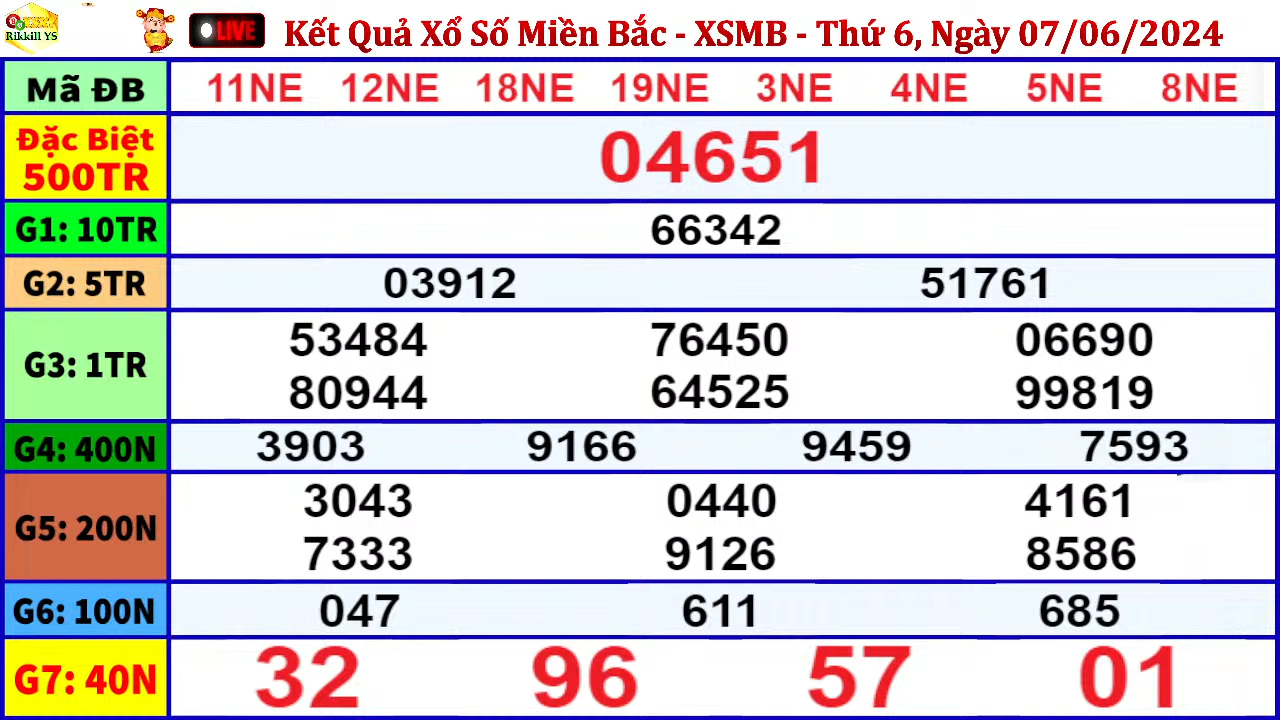 Rikkill YS
LIVE
Kết Quả Xổ Số Miền Bắc - XSMB - Thứ 6, Ngày 07/06/2024
Mã ĐB 11NE 12NE 18NE 19NE 3NE 4NE 5NE 8NE
Đặc Biệt
500TR
04651
G1: 10TR 66342
G2: 5TR 03912 51761
G3: 1TR
53484 76450 06690
80944 64525 99819
G4: 400N 3903 9166 9459 7593
G5: 200N
3043 0440 4161
7333 9126 8586
G6: 100N 047 611 685
G7: 40N 32 96 57 01